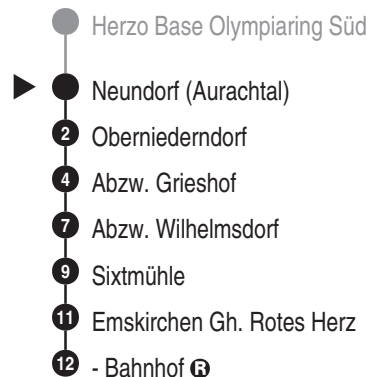 Herzo Base Olympiaring Süd
Neundorf (Aurachtal)
2 Oberniederndorf
4 Abzw. Grieshof
7 Abzw. Wilhelmsdorf
9 Sixtmühle
11 Emskirchen Gh. Rotes Herz
12 - Bahnhof R